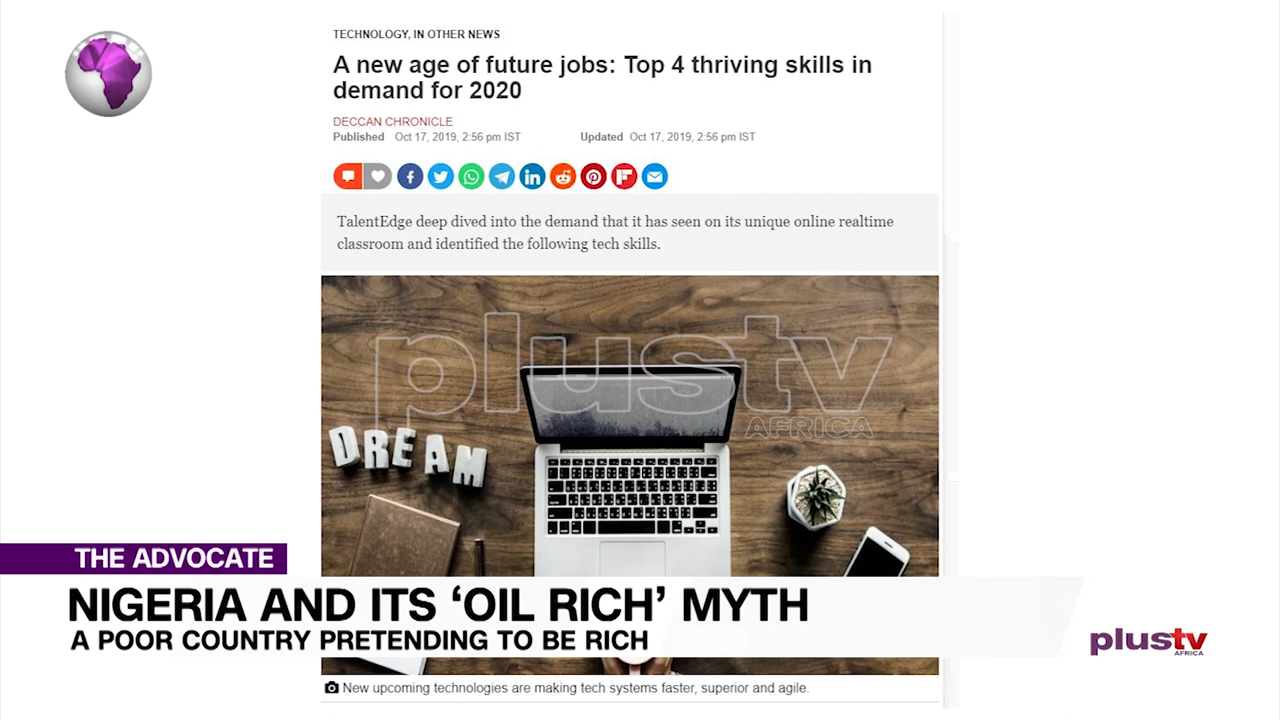 TECHNOLOGY, IN OTHER NEWS
A new age of future jobs: Top 4 thriving skills in
demand for 2020
DECCAN CHRONICLE
Published Oct 17, 2019, 2:56 pm IST Updated Oct 17, 2019, 2:56 pm IST
TalentEdge deep dived into the demand that it has seen on its unique online realtime
classroom and identified the following tech skills.
plustv
AFRICA
DREAM
THE ADVOCATE
NIGERIA AND ITS ‘OIL RICH’ MYTH
A POOR COUNTRY PRETENDING TO BE RICH
plustv
AFRICA
New upcoming technologies are making tech systems faster, superior and agile.